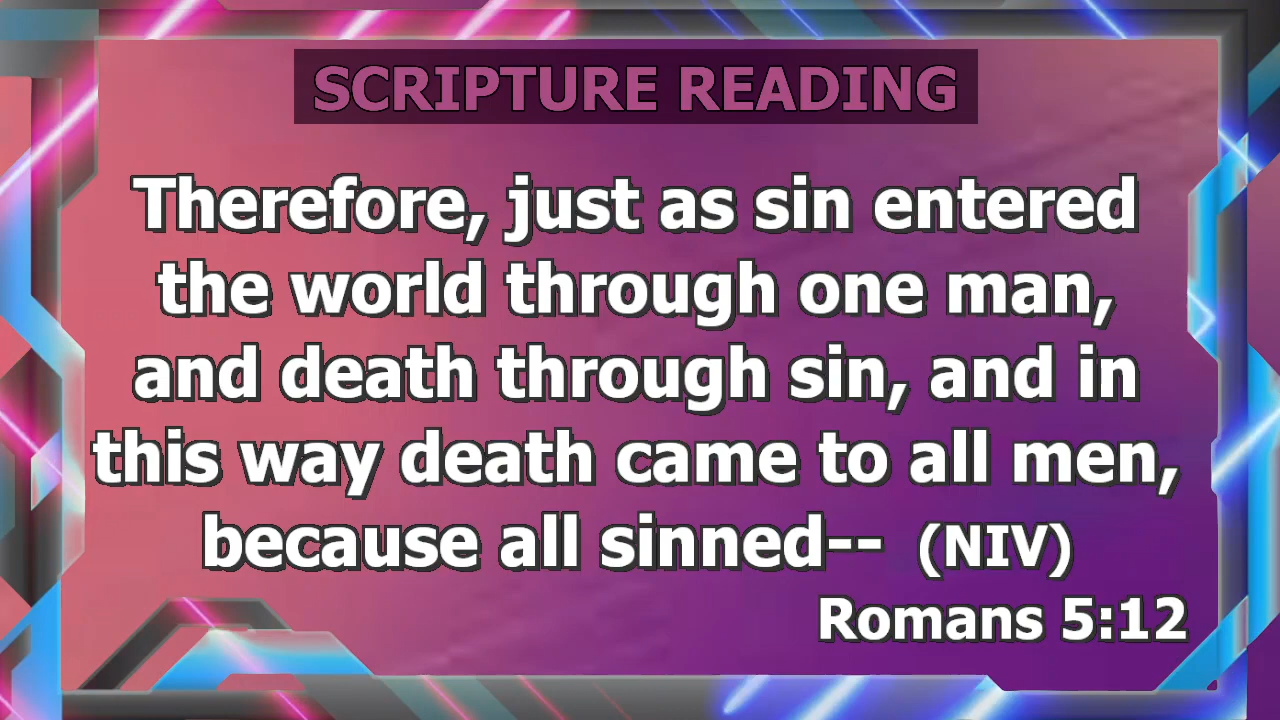 SCRIPTURE READING
Therefore, just as sin entered
the world through one man,
and death through sin, and in
this way death came to all men,
because all sinned-- (NIV)
Romans 5:12